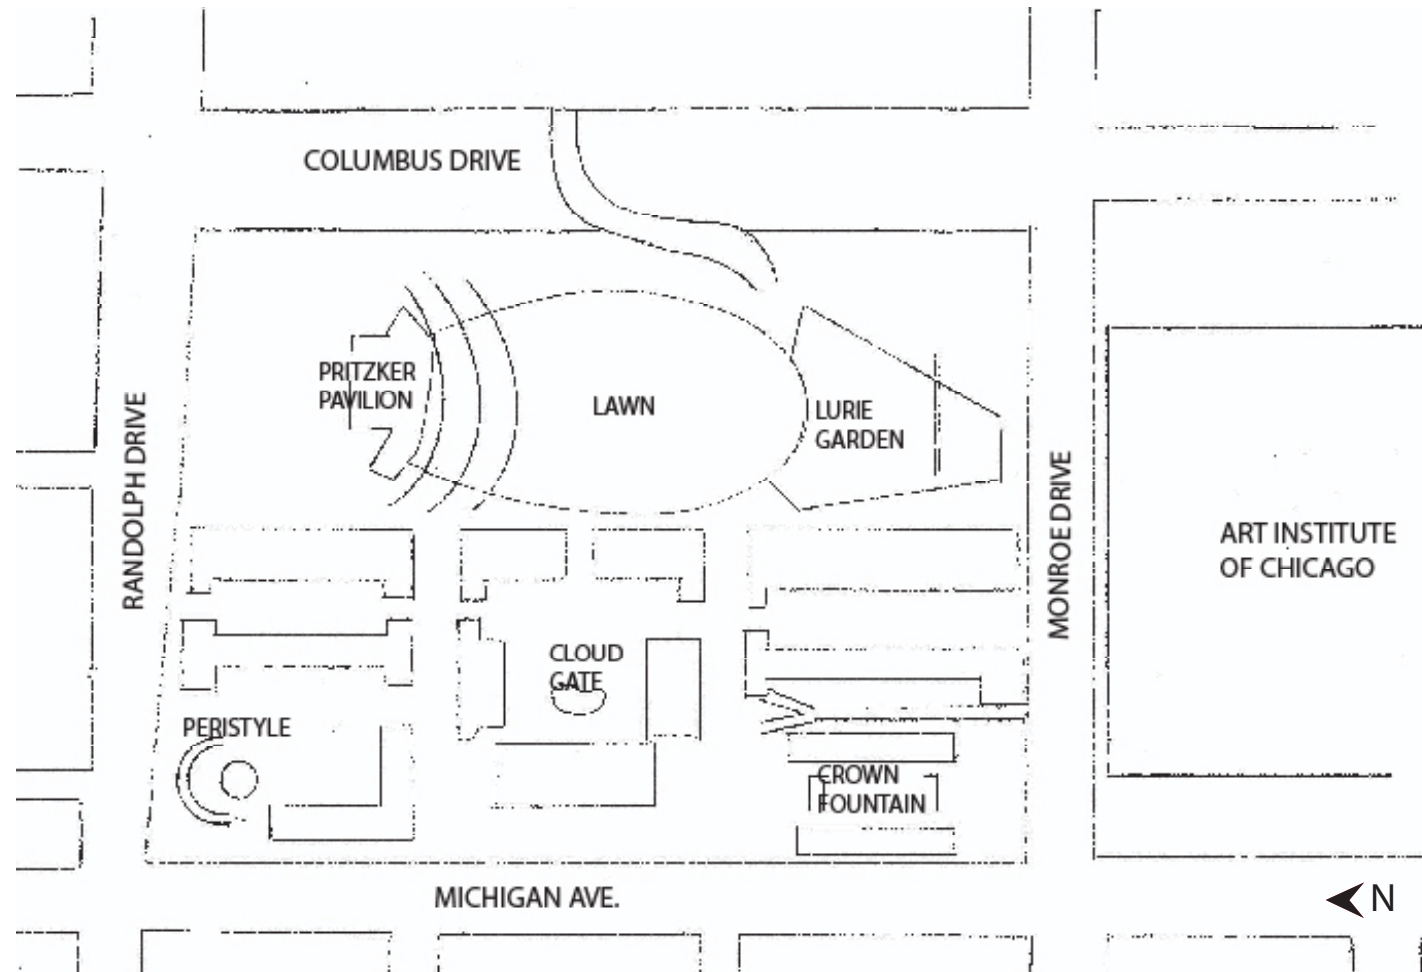 COLUMBUS DRIVE
PRITZKER
PAVILION
LAWN
LURIE
GARDEN
RANDOLPH DRIVE
MONROE DRIVE
ART INSTITUTE
OF CHICAGO
CLOUD
GATE
PERISTYLE
CROWN
FOUNTAIN
MICHIGAN AVE.
N